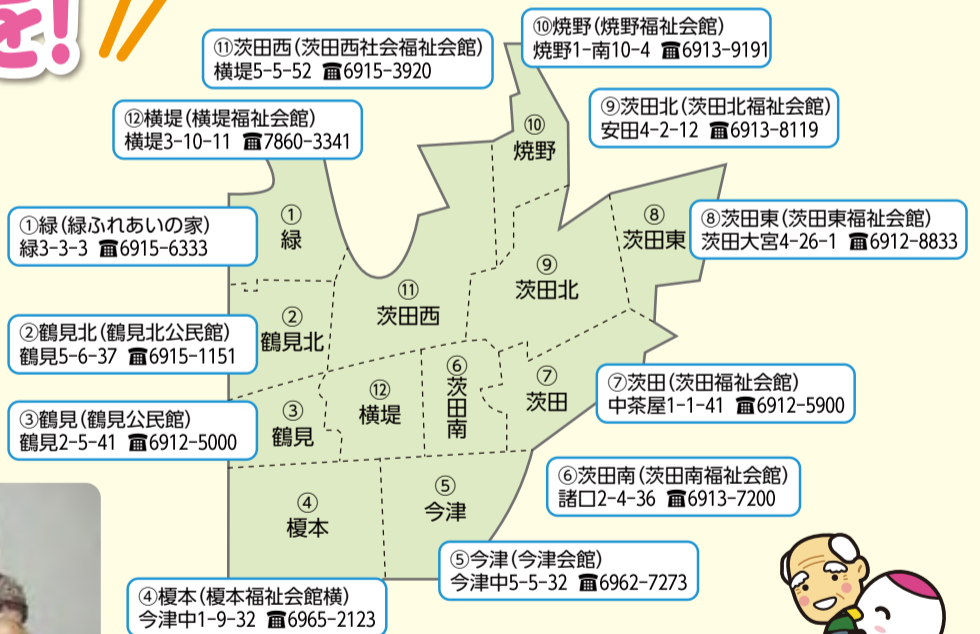 を!
⑩焼野(焼野福祉会館)
焼野1-南10-4 ☎6913-9191
⑪茨田西(茨田西社会福祉会館)
横堤5-5-52 ☎6915-3920
⑨茨田北(茨田北福祉会館)
安田4-2-12 ☎6913-8119
⑫横堤(横堤福祉会館)
横堤3-10-11 ☎7860-3341
①緑(緑ふれあいの家)
緑3-3-3 ☎6915-6333
⑧茨田東(茨田東福祉会館)
茨田大宮4-26-1 ☎6912-8833
②鶴見北(鶴見北公民館)
鶴見5-6-37 ☎6915-1151
③鶴見(鶴見公民館)
鶴見2-5-41 ☎6912-5000
⑦茨田(茨田福祉会館)
中茶屋1-1-41 ☎6912-5900
⑥茨田南(茨田南福祉会館)
諸口2-4-36 ☎6913-7200
⑤今津(今津会館)
今津中5-5-32 ☎6962-7273
④榎本(榎本福祉会館横)
今津中1-9-32 ☎6965-2123
⑩
焼野
①
緑
⑧
茨田東
⑨
茨田北
⑪
茨田西
②
鶴見北
⑥
茨田南
⑦
茨田
⑫
横堤
③
鶴見
④
榎本
⑤
今津